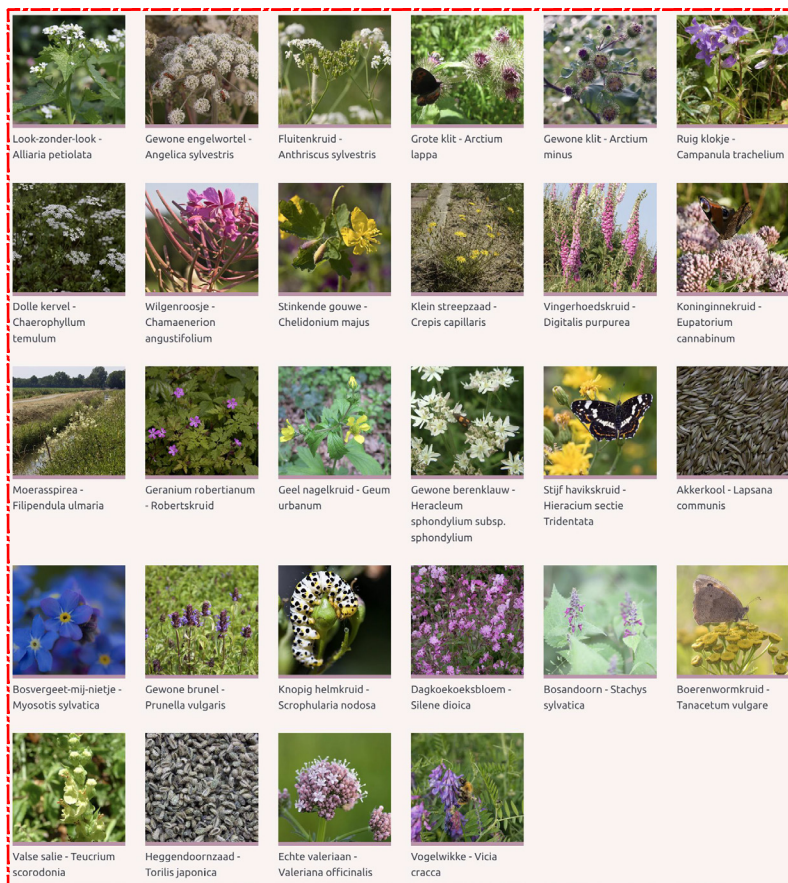 Look-zonder-look -
Alliaria petiolata
Gewone engelwortel -
Angelica sylvestris
Fluitenkruid -
Anthriscus sylvestris
Grote klit - Arctium
lappa
Gewone klit - Arctium
minus
Ruig klokje -
Campanula trachelium
Dolle kervel -
Chaerophyllum
temulum
Wilgenroosje -
Chamaenerion
angustifolium
Stinkende gouwe -
Chelidonium majus
Klein streepzaad -
Crepis capillaris
Vingerhoedskruid -
Digitalis purpurea
Koninginnekruid -
Eupatorium
cannabinum
Moerasspirea -
Filipendula ulmaria
Geranium robertianum
- Robertskruid
Geel nagelkruid - Geum
urbanum
Gewone berenklauw -
Heracleum
sphondylium subsp.
sphondylium
Stijf havikskruid -
Hieracium sectie
Tridentata
Akkerkool - Lapsana
communis
Bosvergeet-mij-nietje -
Myosotis sylvatica
Gewone brunel -
Prunella vulgaris
Knopig helmkruid -
Scrophularia nodosa
Dagkoekoeksbloem -
Silene dioica
Bosandoorn - Stachys
sylvatica
Boerenwormkruid -
Tanacetum vulgare
Valse salie - Teucrium
scorodonia
Heggendoornzaad -
Torilis japonica
Echte valeriaan -
Valeriana officinalis
Vogelwikke - Vicia
cracca